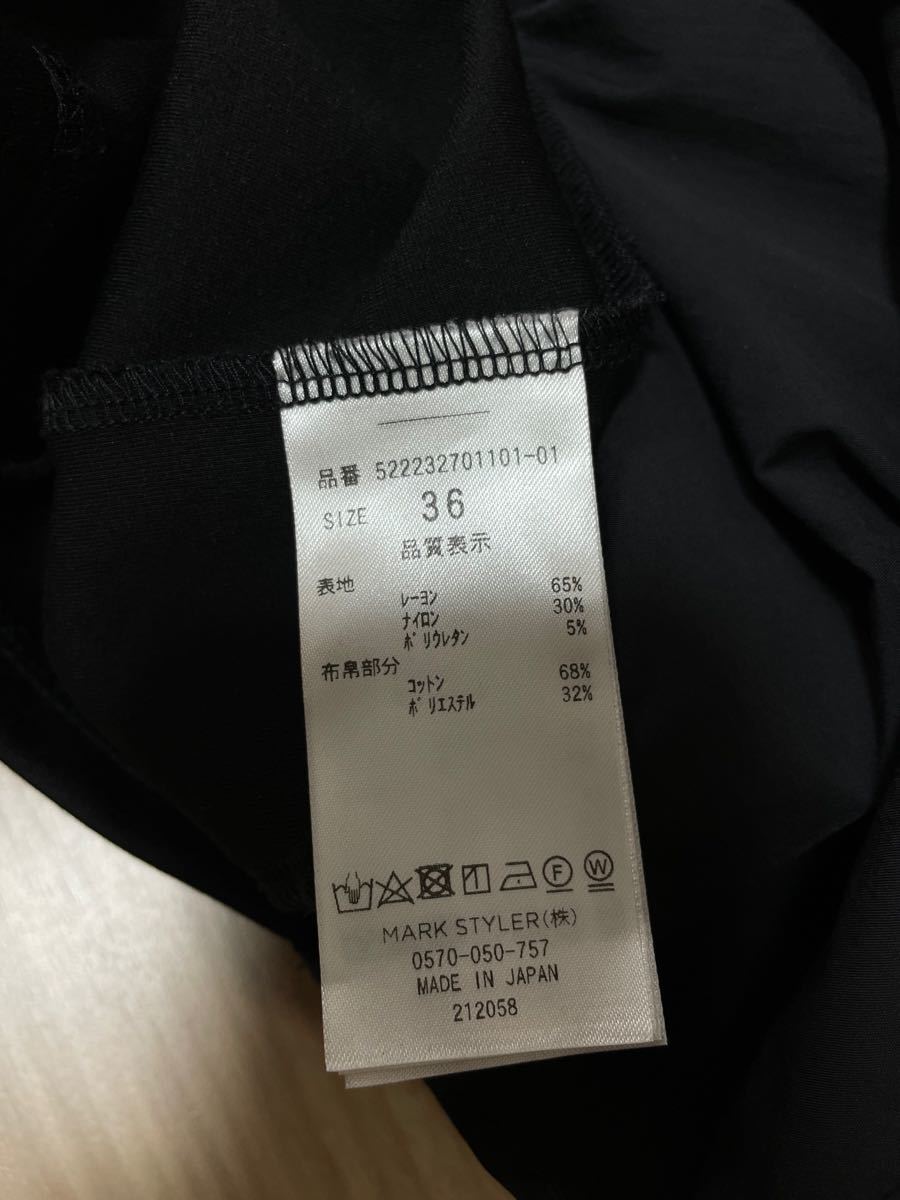 品番 522232701101-01
SIZE 36
品質表示
表地
ﾚｰﾖﾝ 65%
ﾅｲﾛﾝ 30%
ﾎﾟﾘｳﾚﾀﾝ 5%
布帛部分
ｺｯﾄﾝ 68%
ﾎﾟﾘｴｽﾃﾙ 32%
F W
MARK STYLER(株)
0570-050-757
MADE IN JAPAN
212058